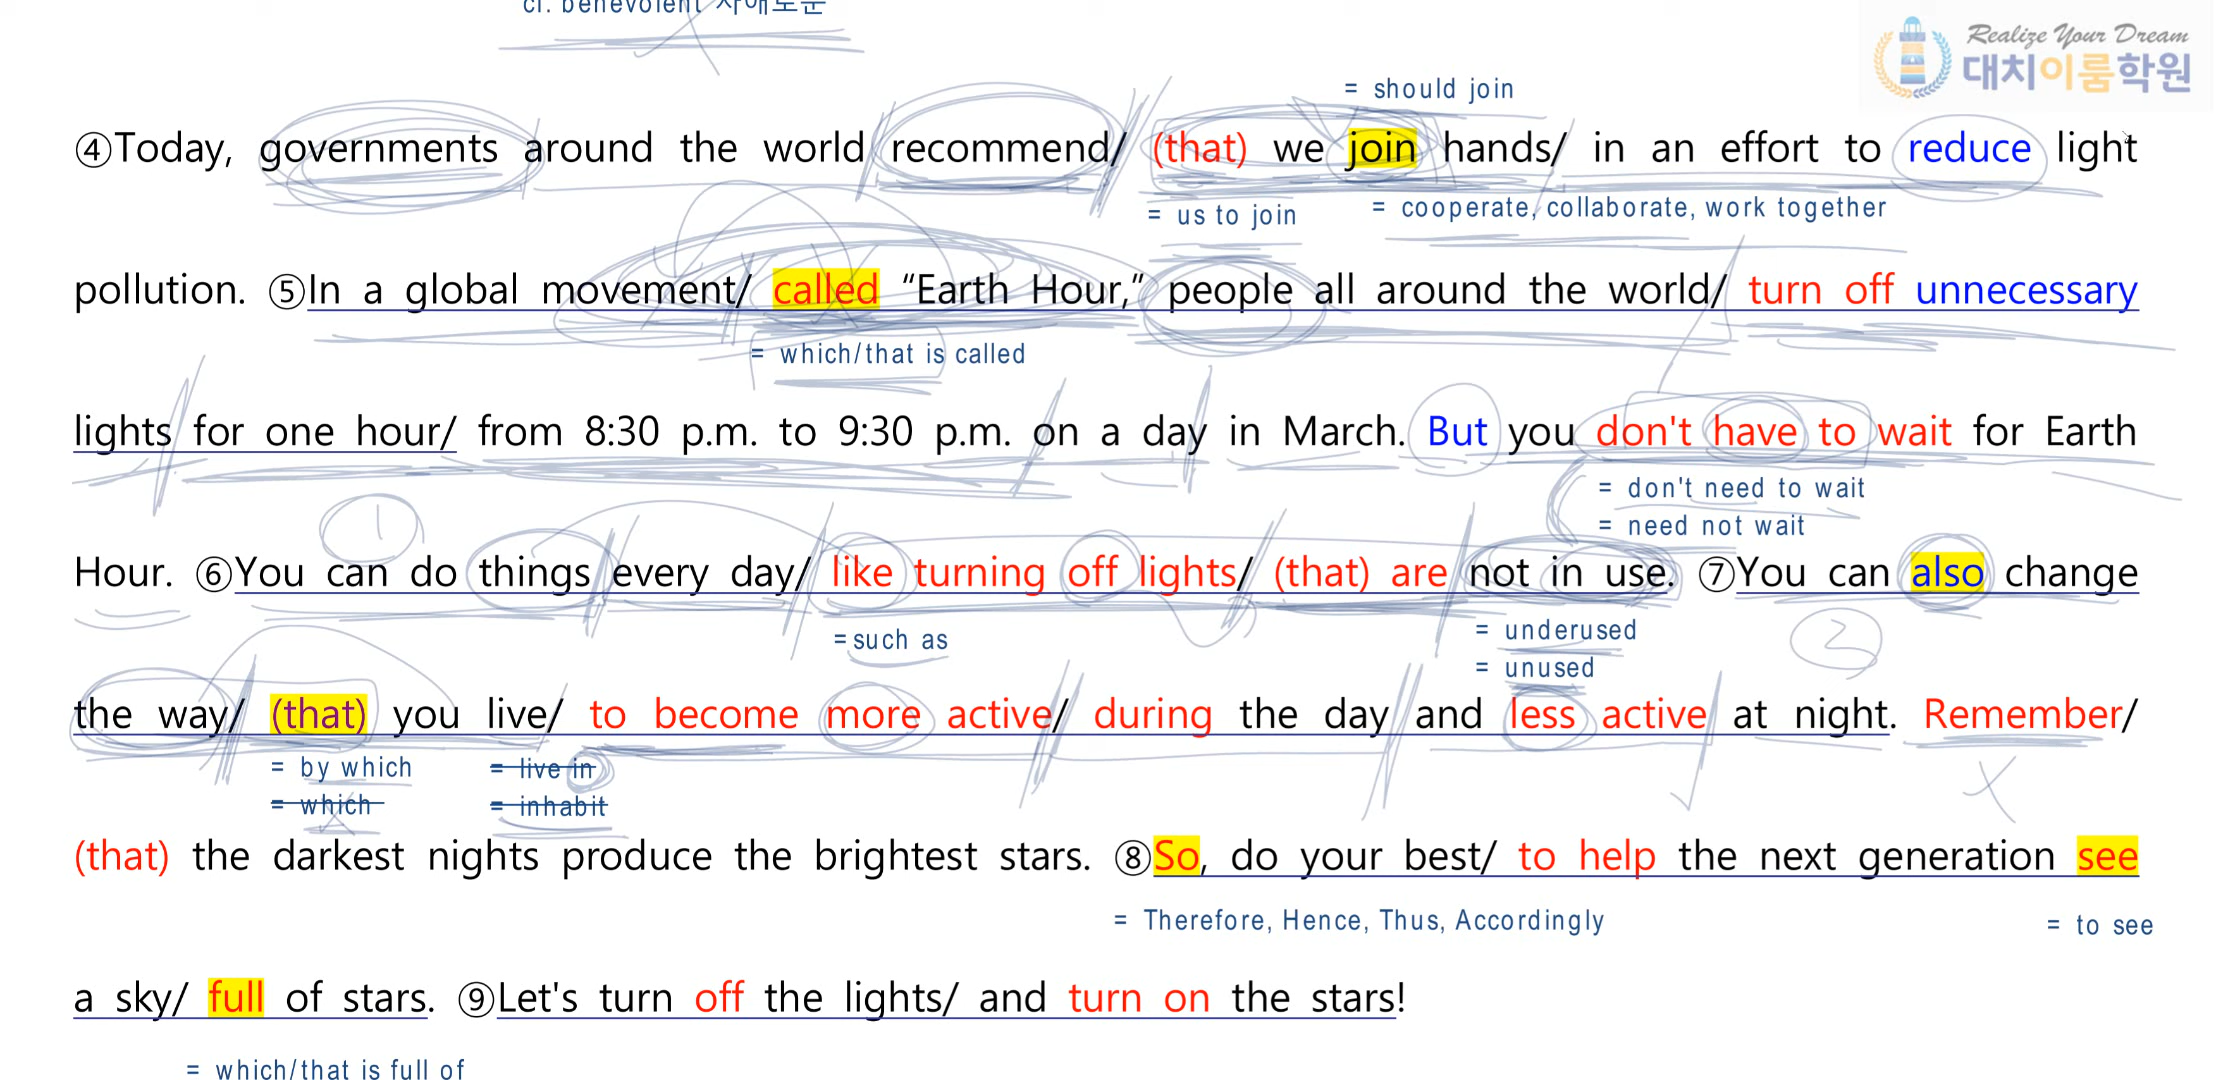 cf. benevolent 자애로운
Realize Your Dream
대치이룸학원
= should join
④Today, governments around the world recommend/ (that) we join hands/ in an effort to reduce light
= us to join = cooperate, collaborate, work together
pollution. ⑤In a global movement/ called “Earth Hour,” people all around the world/ turn off unnecessary
= which/that is called
lights for one hour/ from 8:30 p.m. to 9:30 p.m. on a day in March. But you don't have to wait for Earth
= don't need to wait
= need not wait
1
Hour. ⑥You can do things every day/ like turning off lights/ (that) are not in use. ⑦You can also change
=such as = underused
= unused
2
the way/ (that) you live/ to become more active/ during the day and less active at night. Remember/
= by which = live in
= which = inhabit
(that) the darkest nights produce the brightest stars. ⑧So, do your best/ to help the next generation see
= Therefore, Hence, Thus, Accordingly = to see
a sky/ full of stars. ⑨Let's turn off the lights/ and turn on the stars!
= which/that is full of